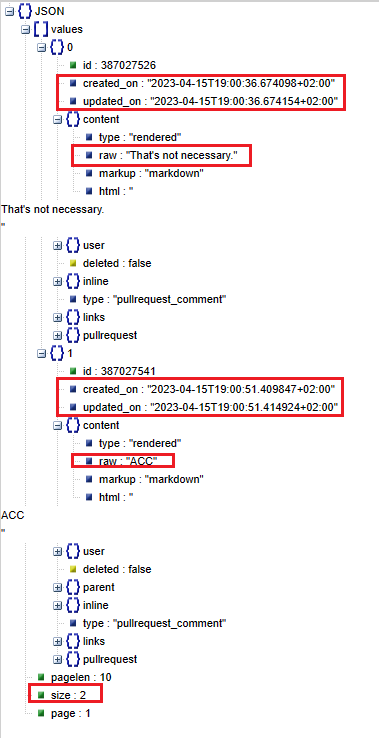 JSON
values
0
id : 387027526
created_on : "2023-04-15T19:00:36.674098+02:00"
updated_on : "2023-04-15T19:00:36.674154+02:00"
content
type : "rendered"
raw : "That's not necessary."
markup : "markdown"
html : "
That's not necessary.
"
user
deleted : false
inline
type : "pullrequest_comment"
links
pullrequest
1
id : 387027541
created_on : "2023-04-15T19:00:51.409847+02:00"
updated_on : "2023-04-15T19:00:51.414924+02:00"
content
type : "rendered"
raw : "ACC"
markup : "markdown"
html : "
ACC
"
user
deleted : false
parent
inline
type : "pullrequest_comment"
links
pullrequest
pagelen : 10
size : 2
page : 1